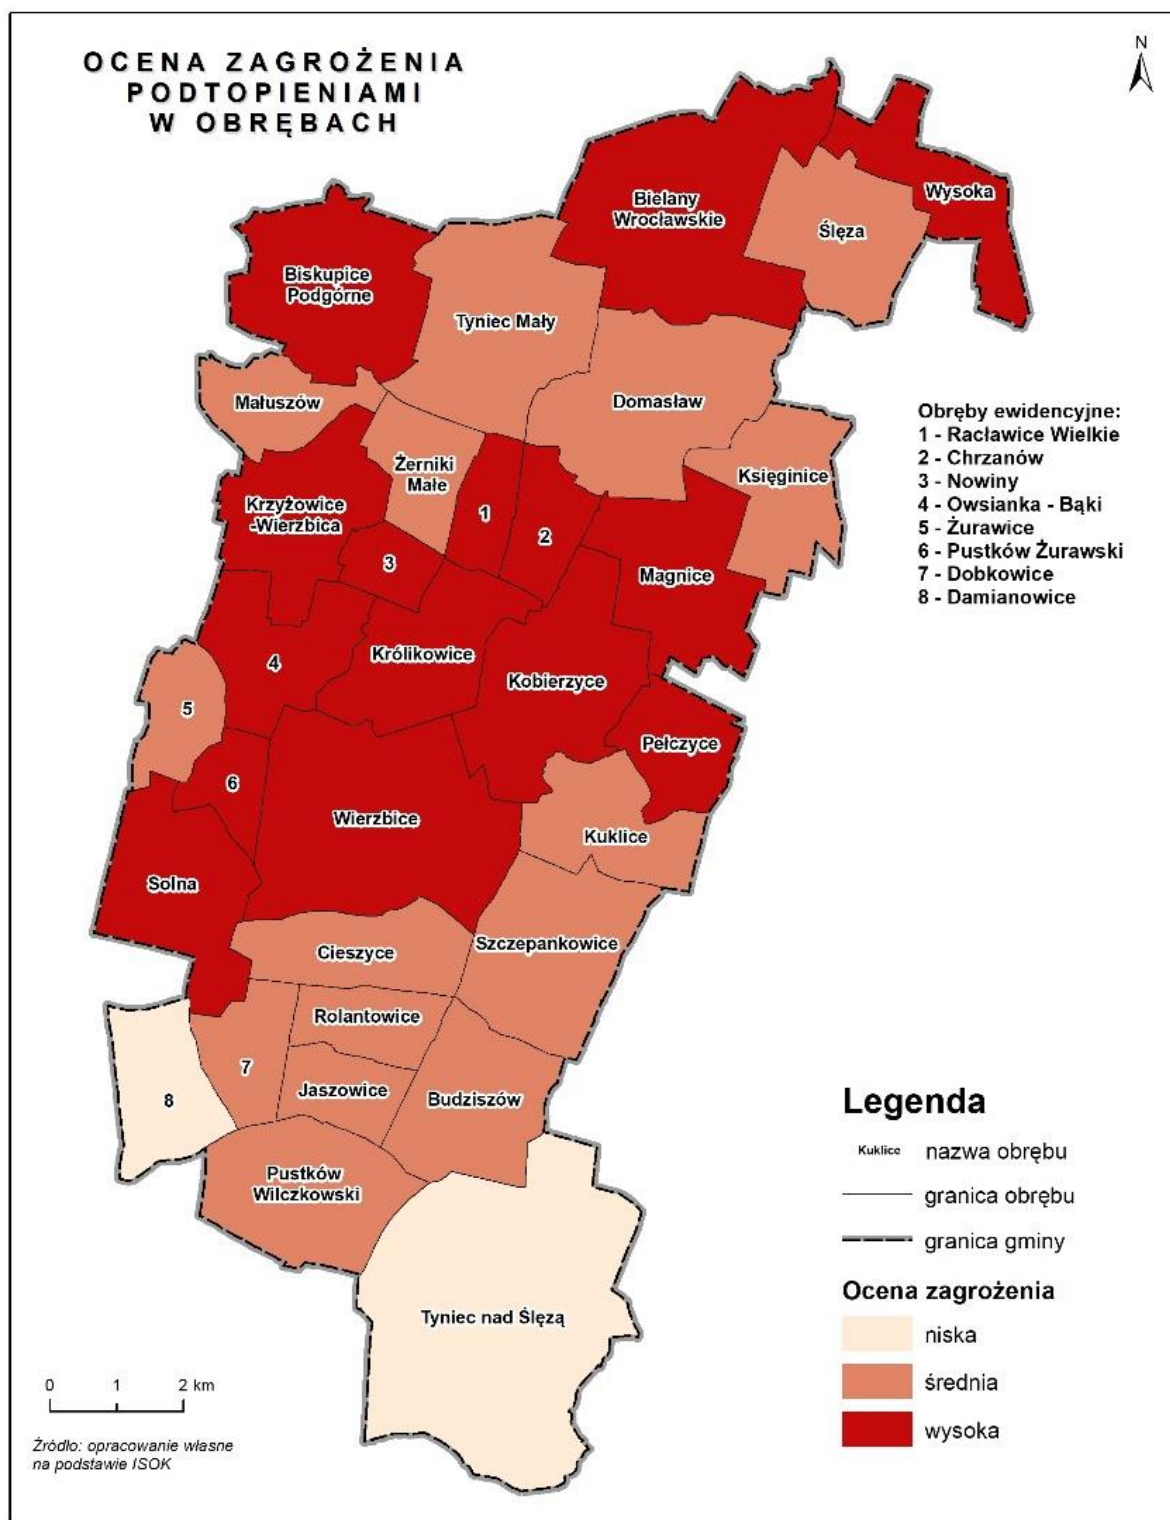 OCENA ZAGROŻENIA
PODTOPIENIAMI
W OBRĘBACH
N
Wysoka
Bielany
Wrocławskie
Ślęza
Biskupice
Podgórne
Tyniec Mały
Małuszów
Domasław
Księginice
Żerniki
Małe
Krzyżowice
-Wierzbica
1
2
3
Magnice
4
Królikowice
Kobierzyce
5
Pełczyce
6
Wierzbice
Kuklice
Solna
Cieszyce
Szczepankowice
Rolantowice
7
Jaszowice
Budziszów
8
Pustków
Wilczkowski
Tyniec nad Ślęzą
Obręby ewidencyjne:
1 - Racławice Wielkie
2 - Chrzanów
3 - Nowiny
4 - Owsianka - Bąki
5 - Żurawice
6 - Pustków Żurawski
7 - Dobkowice
8 - Damianowice
Legenda
Kuklice nazwa obrębu
granica obrębu
granica gminy
Ocena zagrożenia
niska
średnia
wysoka
0 1 2 km
Źródło: opracowanie własne
na podstawie ISOK